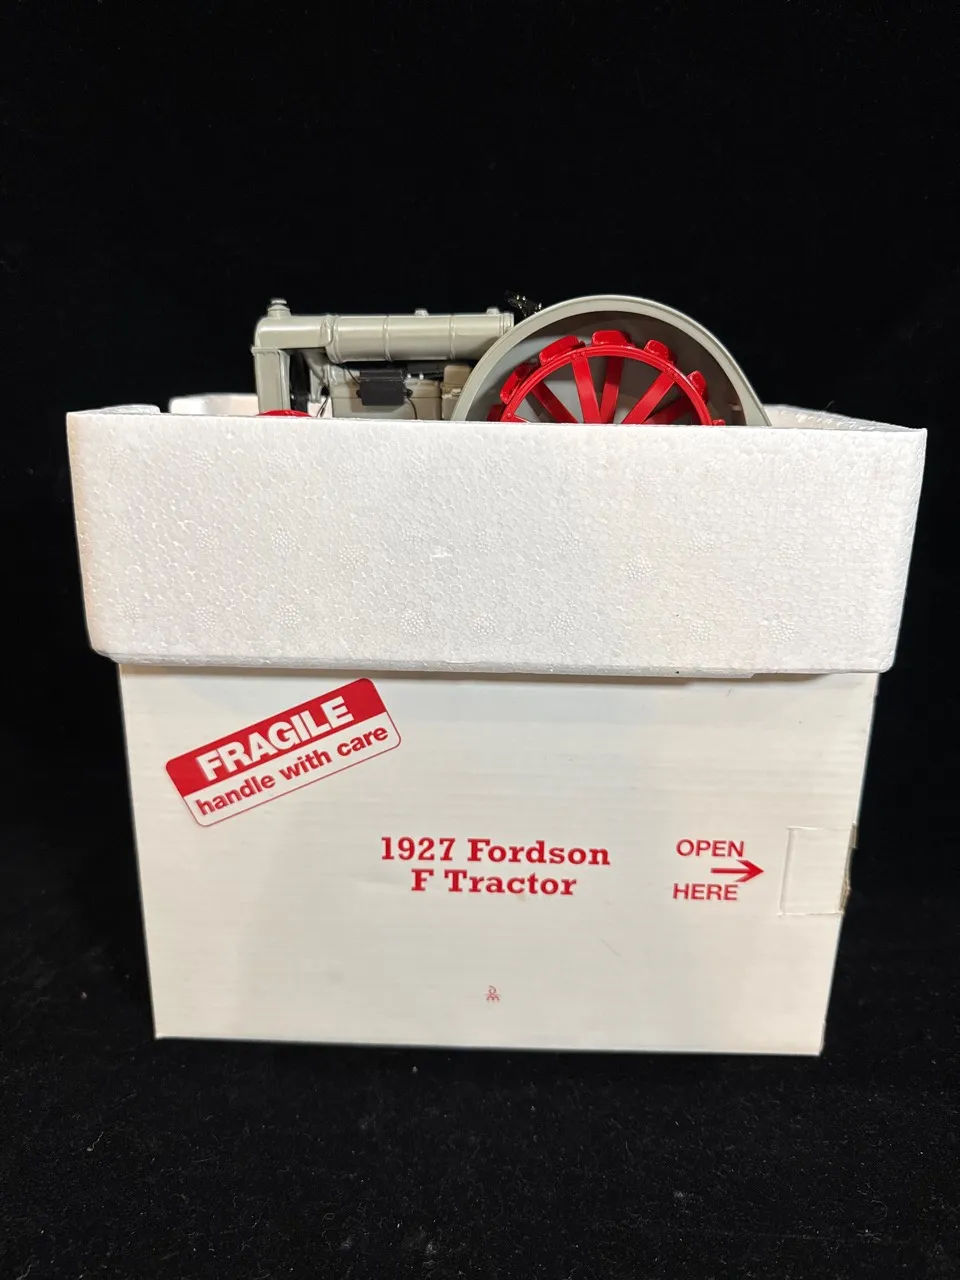 FRAGILE
handle with care
1927 Fordson
F Tractor
OPEN
HERE